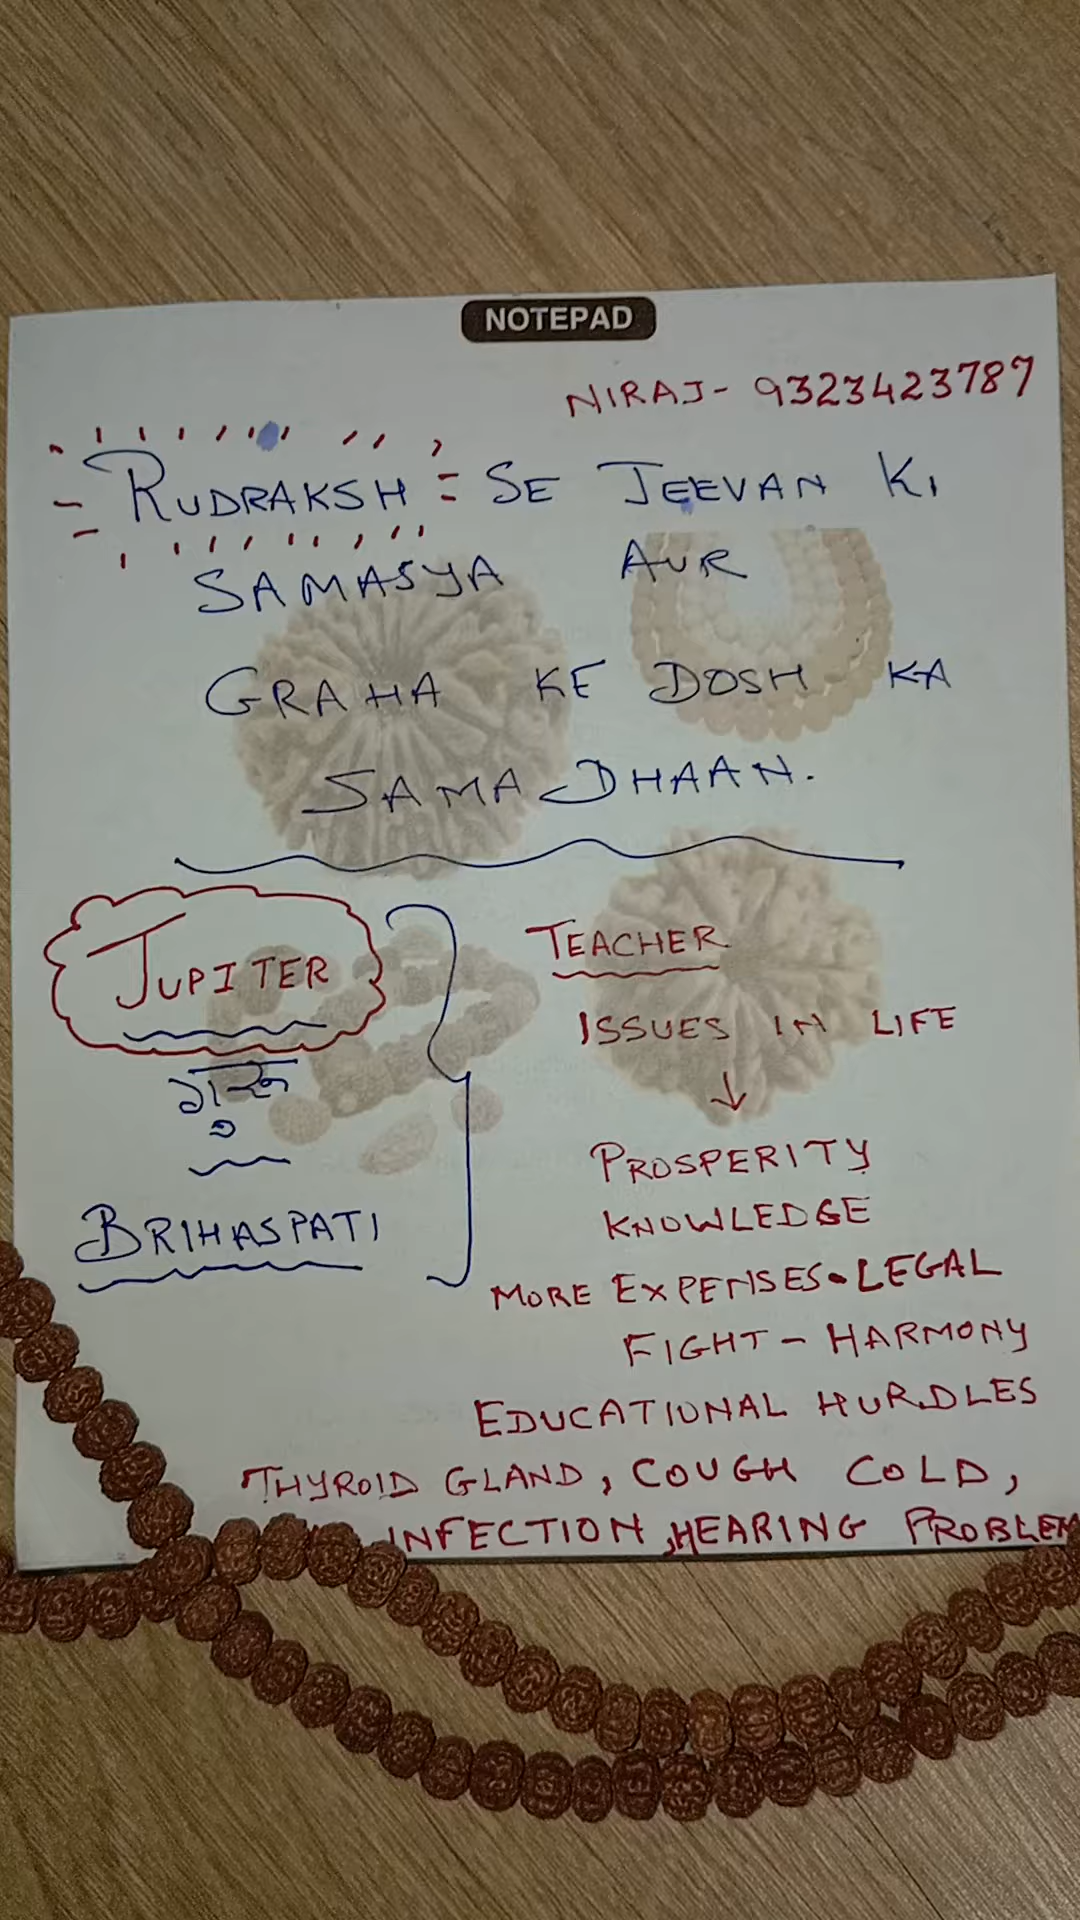 NOTEPAD
NIRAJ - 9323423787
RUDRAKSH = SE JEEVAN KI
SAMASYA AUR
GRAHA KE DOSH KA
SAMADHAAN.
JUPITER
गुरु
BRIHASPATI
TEACHER
ISSUES IN LIFE
↓
PROSPERITY
KNOWLEDGE
MORE EXPENSES - LEGAL
FIGHT - HARMONY
EDUCATIONAL HURDLES
THYROID GLAND, COUGH COLD,
INFECTION, HEARING PROBLEM